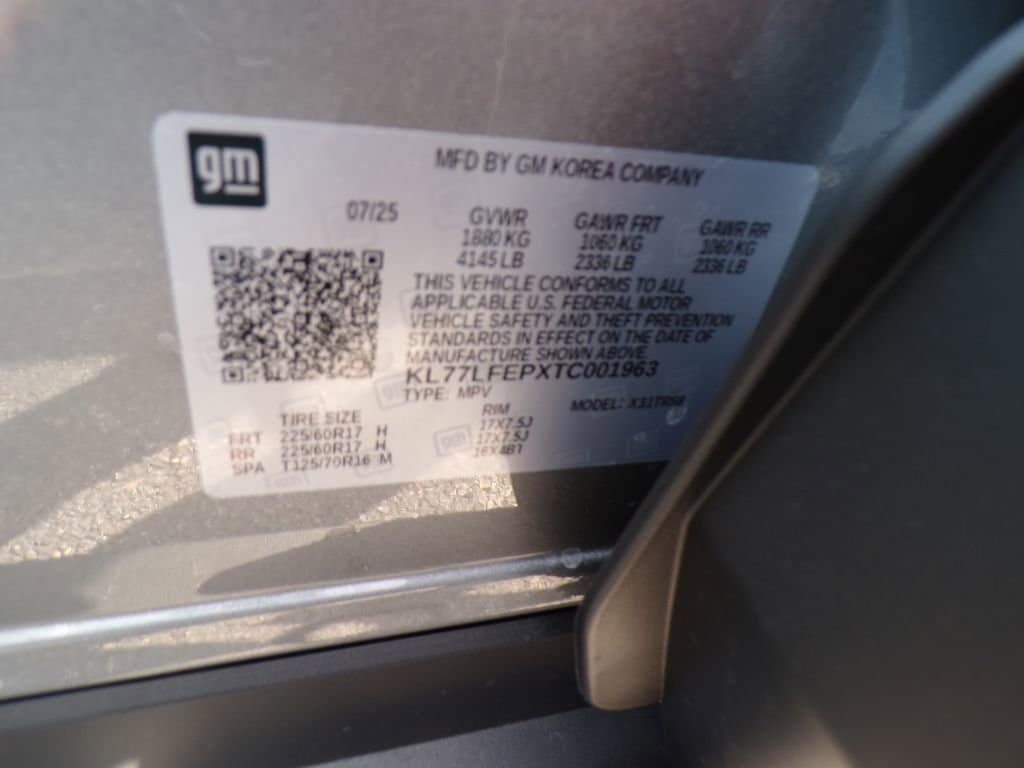 gm
MFD BY GM KOREA COMPANY
07/25 GVWR GAWR FRT GAWR RR
1880 KG 1060 KG 1060 KG
4145 LB 2336 LB 2336 LB
THIS VEHICLE CONFORMS TO ALL
APPLICABLE U.S. FEDERAL MOTOR
VEHICLE SAFETY AND THEFT PREVENTION
STANDARDS IN EFFECT ON THE DATE OF
MANUFACTURE SHOWN ABOVE.
KL77LFEPXTC001963
TYPE: MPV MODEL:
TIRE SIZE RIM
FRT 225/60R17 H 17X7.5J
RR 225/60R17 H 17X7.5J
SPA T125/70R16 M 16X4BT